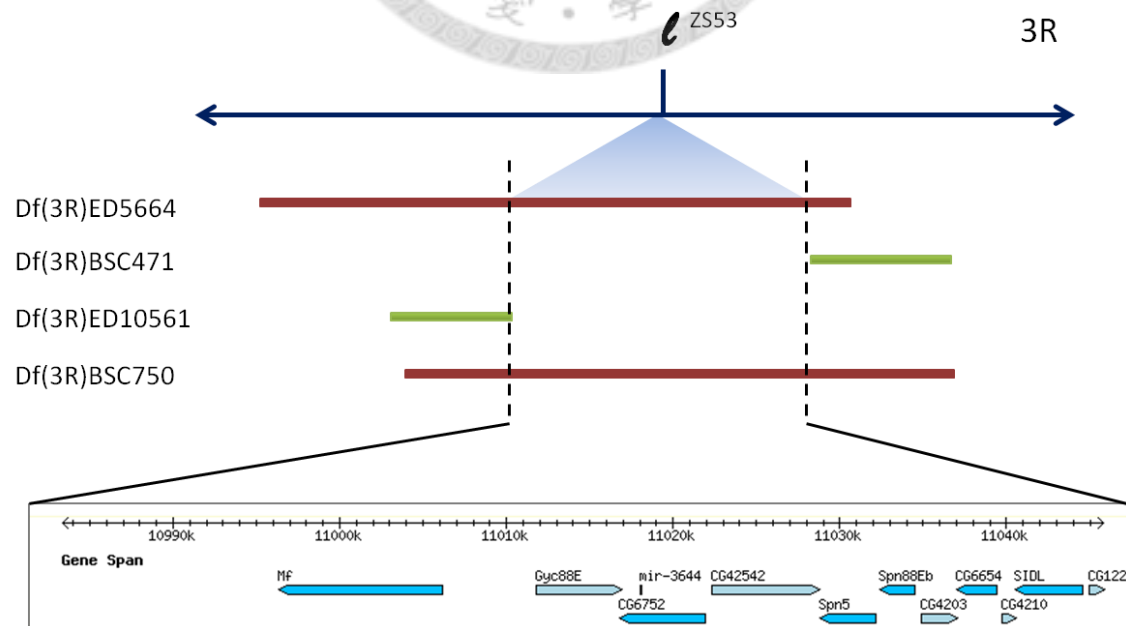 ℓ ZS53
3R
Df(3R)ED5664
Df(3R)BSC471
Df(3R)ED10561
Df(3R)BSC750
10990k 11000k 11010k 11020k 11030k 11040k
Gene Span
Mf Gyc88E mir-3644 CG42542 Spn88Eb CG6654 SIDL CG122
CG6752 Spn5 CG4203 CG4210